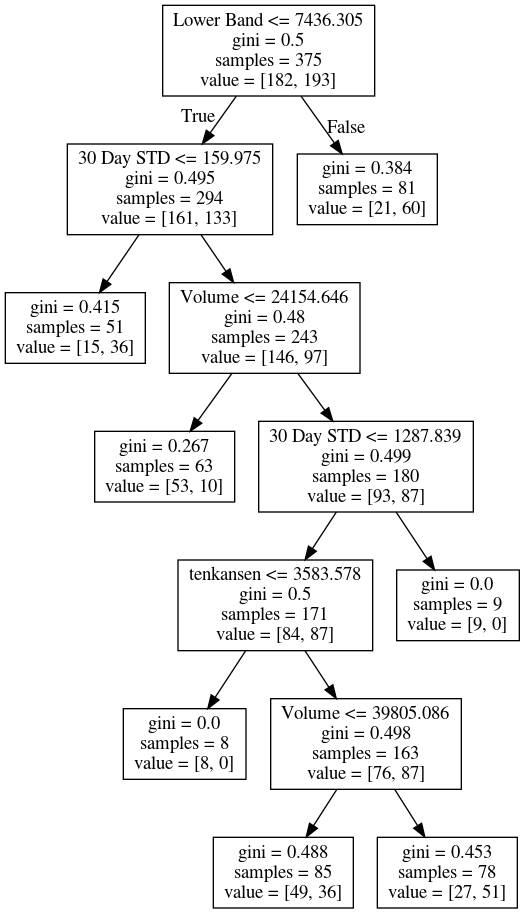 Lower Band <= 7436.305
gini = 0.5
samples = 375
value = [182, 193]
True
False
30 Day STD <= 159.975
gini = 0.495
samples = 294
value = [161, 133]
gini = 0.384
samples = 81
value = [21, 60]
gini = 0.415
samples = 51
value = [15, 36]
Volume <= 24154.646
gini = 0.48
samples = 243
value = [146, 97]
gini = 0.267
samples = 63
value = [53, 10]
30 Day STD <= 1287.839
gini = 0.499
samples = 180
value = [93, 87]
tenkansen <= 3583.578
gini = 0.5
samples = 171
value = [84, 87]
gini = 0.0
samples = 9
value = [9, 0]
gini = 0.0
samples = 8
value = [8, 0]
Volume <= 39805.086
gini = 0.498
samples = 163
value = [76, 87]
gini = 0.488
samples = 85
value = [49, 36]
gini = 0.453
samples = 78
value = [27, 51]